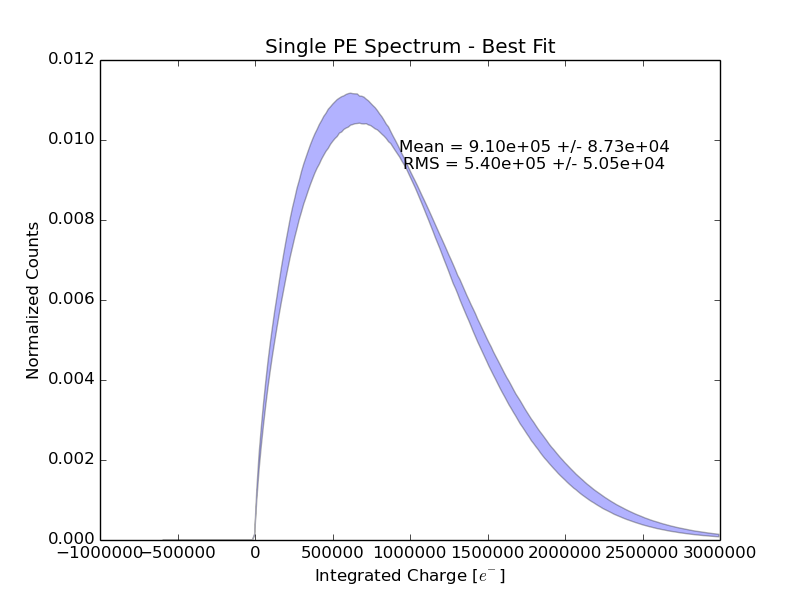 Single PE Spectrum - Best Fit
0.012
0.010
0.008
0.006
0.004
0.002
0.000
Mean = 9.10e+05 +/- 8.73e+04
RMS = 5.40e+05 +/- 5.05e+04
Normalized Counts
−1000000 −500000 0 500000 1000000 1500000 2000000 2500000 3000000
Integrated Charge [e⁻]